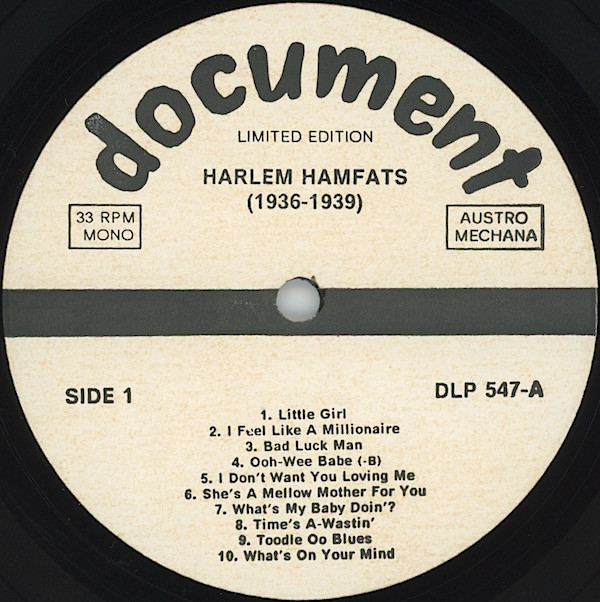 document
LIMITED EDITION
HARLEM HAMFATS
(1936-1939)
33 RPM
MONO
AUSTRO
MECHANA
SIDE 1
DLP 547-A
1. Little Girl
2. I Feel Like A Millionaire
3. Bad Luck Man
4. Ooh-Wee Babe (-B)
5. I Don't Want You Loving Me
6. She's A Mellow Mother For You
7. What's My Baby Doin'?
8. Time's A-Wastin'
9. Toodle Oo Blues
10. What's On Your Mind